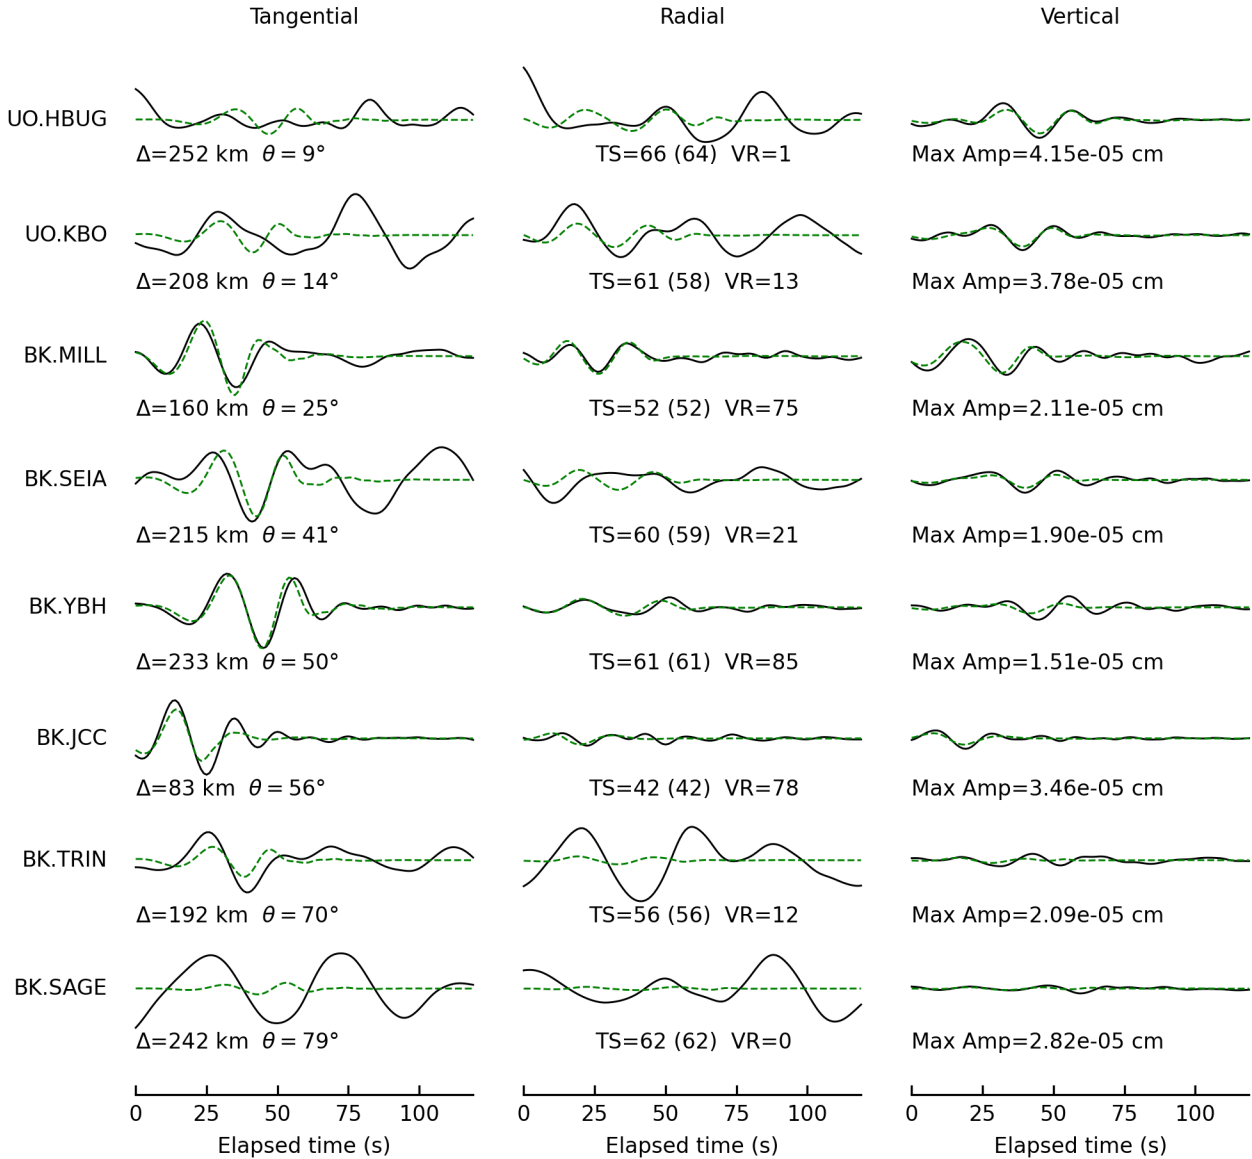 Tangential Radial Vertical
UO.HBUG
Δ=252 km θ = 9° TS=66 (64) VR=1 Max Amp=4.15e-05 cm
UO.KBO
Δ=208 km θ = 14° TS=61 (58) VR=13 Max Amp=3.78e-05 cm
BK.MILL
Δ=160 km θ = 25° TS=52 (52) VR=75 Max Amp=2.11e-05 cm
BK.SEIA
Δ=215 km θ = 41° TS=60 (59) VR=21 Max Amp=1.90e-05 cm
BK.YBH
Δ=233 km θ = 50° TS=61 (61) VR=85 Max Amp=1.51e-05 cm
BK.JCC
Δ=83 km θ = 56° TS=42 (42) VR=78 Max Amp=3.46e-05 cm
BK.TRIN
Δ=192 km θ = 70° TS=56 (56) VR=12 Max Amp=2.09e-05 cm
BK.SAGE
Δ=242 km θ = 79° TS=62 (62) VR=0 Max Amp=2.82e-05 cm
0 25 50 75 100 0 25 50 75 100 0 25 50 75 100
Elapsed time (s) Elapsed time (s) Elapsed time (s)